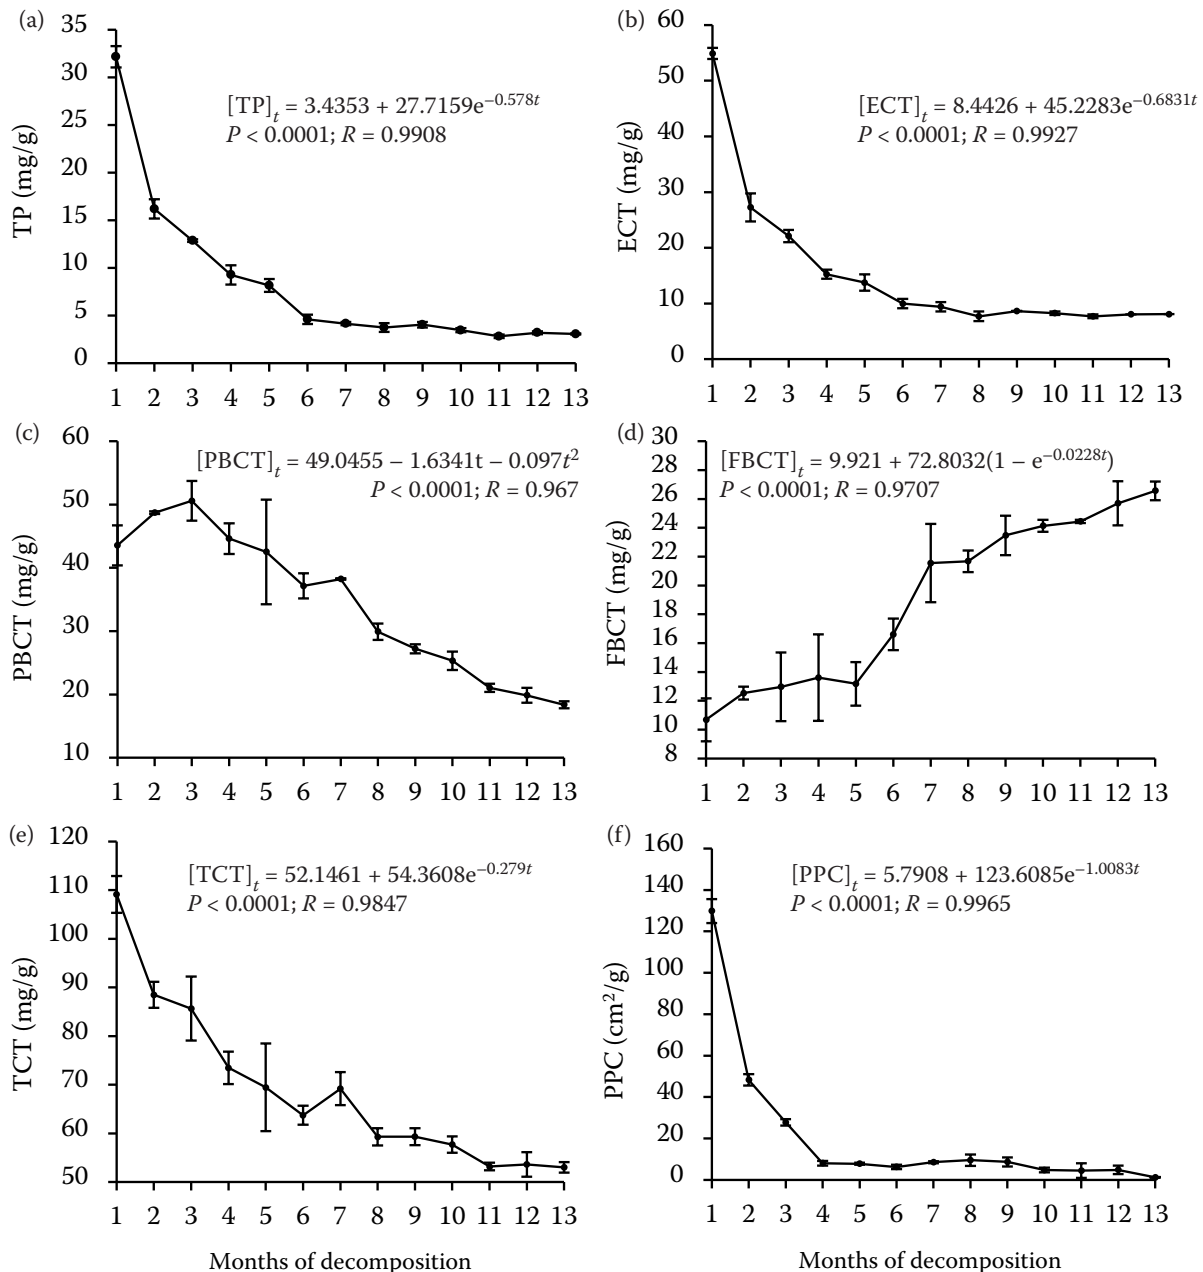 (a)
35
30
25
20
15
10
5
0
TP (mg/g)
[TP]t = 3.4353 + 27.7159e–0.578t
P < 0.0001; R = 0.9908
1 2 3 4 5 6 7 8 9 10 11 12 13
(b)
60
50
40
30
20
10
0
ECT (mg/g)
[ECT]t = 8.4426 + 45.2283e–0.6831t
P < 0.0001; R = 0.9927
1 2 3 4 5 6 7 8 9 10 11 12 13
(c)
60
50
40
30
20
10
PBCT (mg/g)
[PBCT]t = 49.0455 – 1.6341t – 0.097t2
P < 0.0001; R = 0.967
1 2 3 4 5 6 7 8 9 10 11 12 13
(d)
30
28
26
24
22
20
18
16
14
12
10
8
FBCT (mg/g)
[FBCT]t = 9.921 + 72.8032(1 – e–0.0228t)
P < 0.0001; R = 0.9707
1 2 3 4 5 6 7 8 9 10 11 12 13
(e)
120
110
100
90
80
70
60
50
TCT (mg/g)
[TCT]t = 52.1461 + 54.3608e–0.279t
P < 0.0001; R = 0.9847
1 2 3 4 5 6 7 8 9 10 11 12 13
Months of decomposition
(f)
160
140
120
100
80
60
40
20
0
PPC (cm2/g)
[PPC]t = 5.7908 + 123.6085e–1.0083t
P < 0.0001; R = 0.9965
1 2 3 4 5 6 7 8 9 10 11 12 13
Months of decomposition